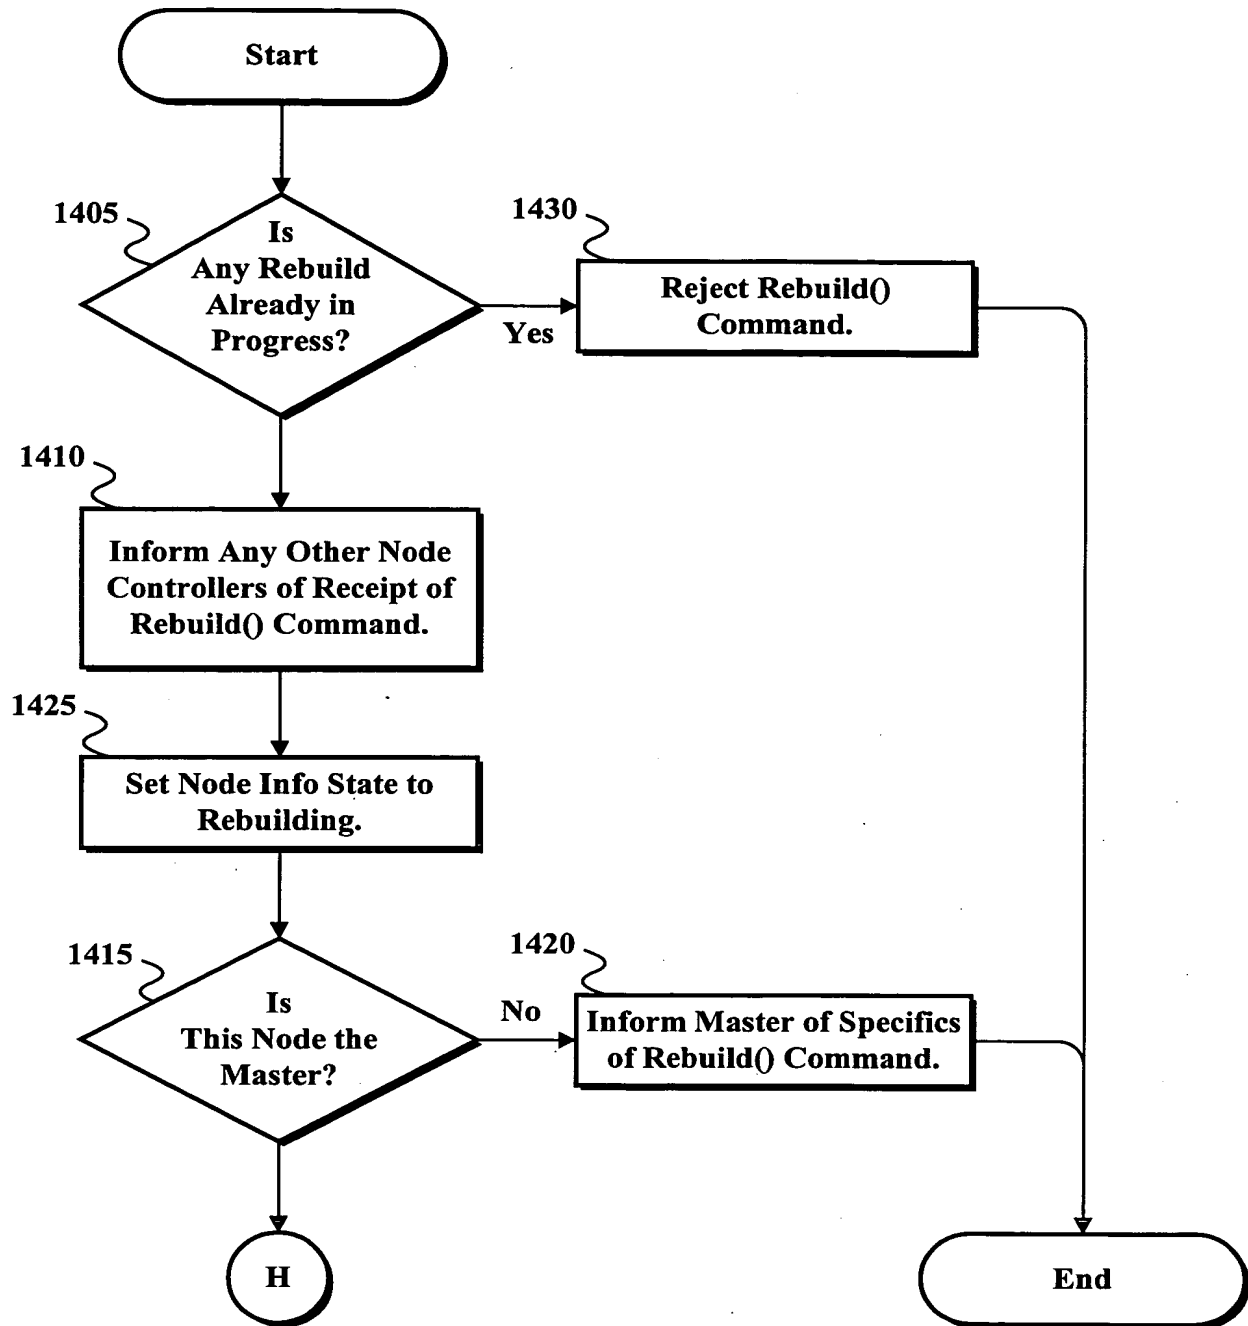 Start
1405
Is
Any Rebuild
Already in
Progress?
Yes
1430
Reject Rebuild()
Command.
1410
Inform Any Other Node
Controllers of Receipt of
Rebuild() Command.
1425
Set Node Info State to
Rebuilding.
1415
Is
This Node the
Master?
No
1420
Inform Master of Specifics
of Rebuild() Command.
H
End